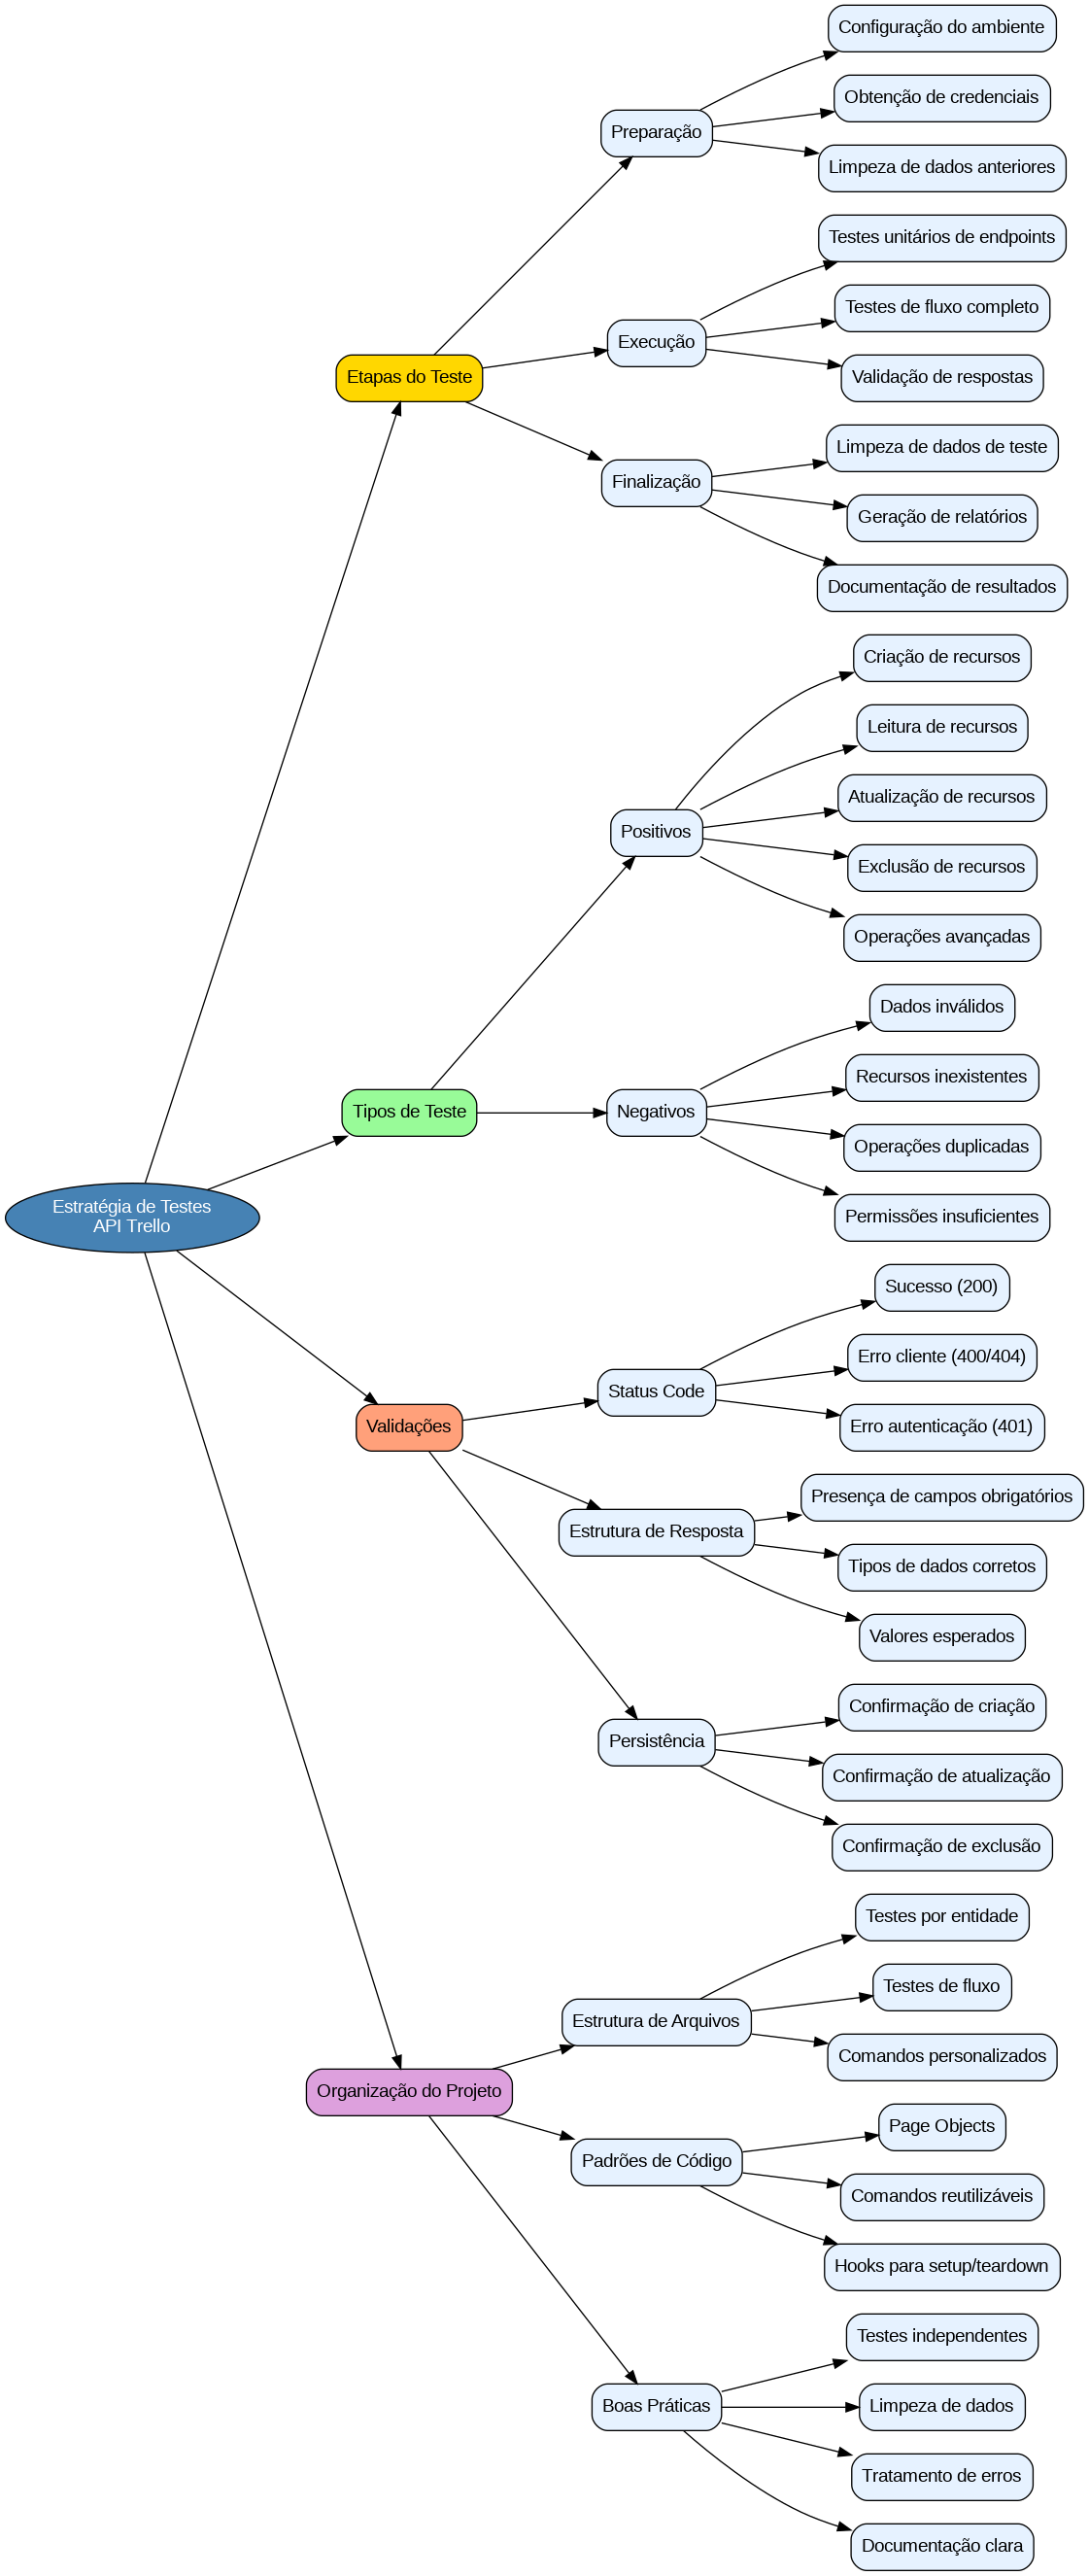 Estratégia de Testes
API Trello
Etapas do Teste
Preparação
Configuração do ambiente
Obtenção de credenciais
Limpeza de dados anteriores
Execução
Testes unitários de endpoints
Testes de fluxo completo
Validação de respostas
Finalização
Limpeza de dados de teste
Geração de relatórios
Documentação de resultados
Tipos de Teste
Positivos
Criação de recursos
Leitura de recursos
Atualização de recursos
Exclusão de recursos
Operações avançadas
Negativos
Dados inválidos
Recursos inexistentes
Operações duplicadas
Permissões insuficientes
Validações
Status Code
Sucesso (200)
Erro cliente (400/404)
Erro autenticação (401)
Estrutura de Resposta
Presença de campos obrigatórios
Tipos de dados corretos
Valores esperados
Persistência
Confirmação de criação
Confirmação de atualização
Confirmação de exclusão
Organização do Projeto
Estrutura de Arquivos
Testes por entidade
Testes de fluxo
Comandos personalizados
Padrões de Código
Page Objects
Comandos reutilizáveis
Hooks para setup/teardown
Boas Práticas
Testes independentes
Limpeza de dados
Tratamento de erros
Documentação clara